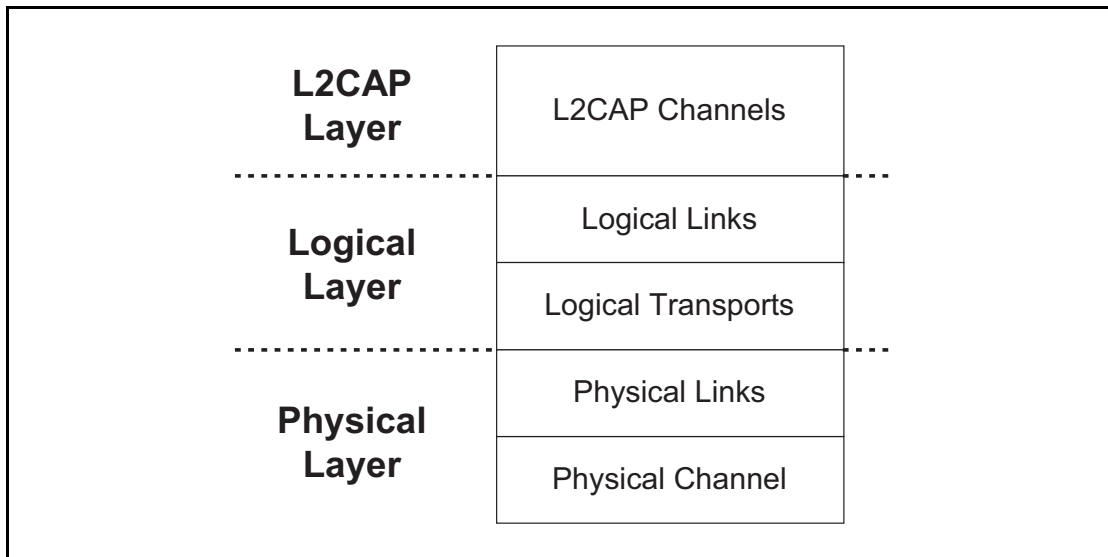 L2CAP
Layer
L2CAP Channels
Logical
Layer
Logical Links
Logical Transports
Physical
Layer
Physical Links
Physical Channel